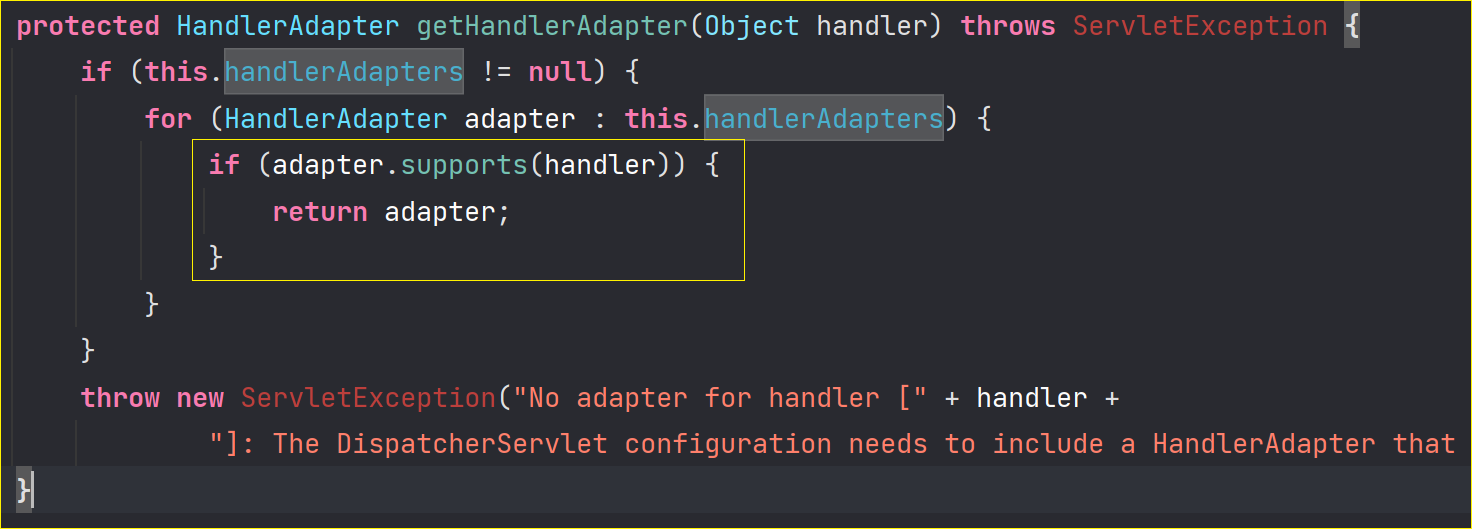 protected HandlerAdapter getHandlerAdapter(Object handler) throws ServletException {
if (this.handlerAdapters != null) {
for (HandlerAdapter adapter : this.handlerAdapters) {
if (adapter.supports(handler)) {
return adapter;
}
}
}
throw new ServletException("No adapter for handler [" + handler +
"]: The DispatcherServlet configuration needs to include a HandlerAdapter that
}